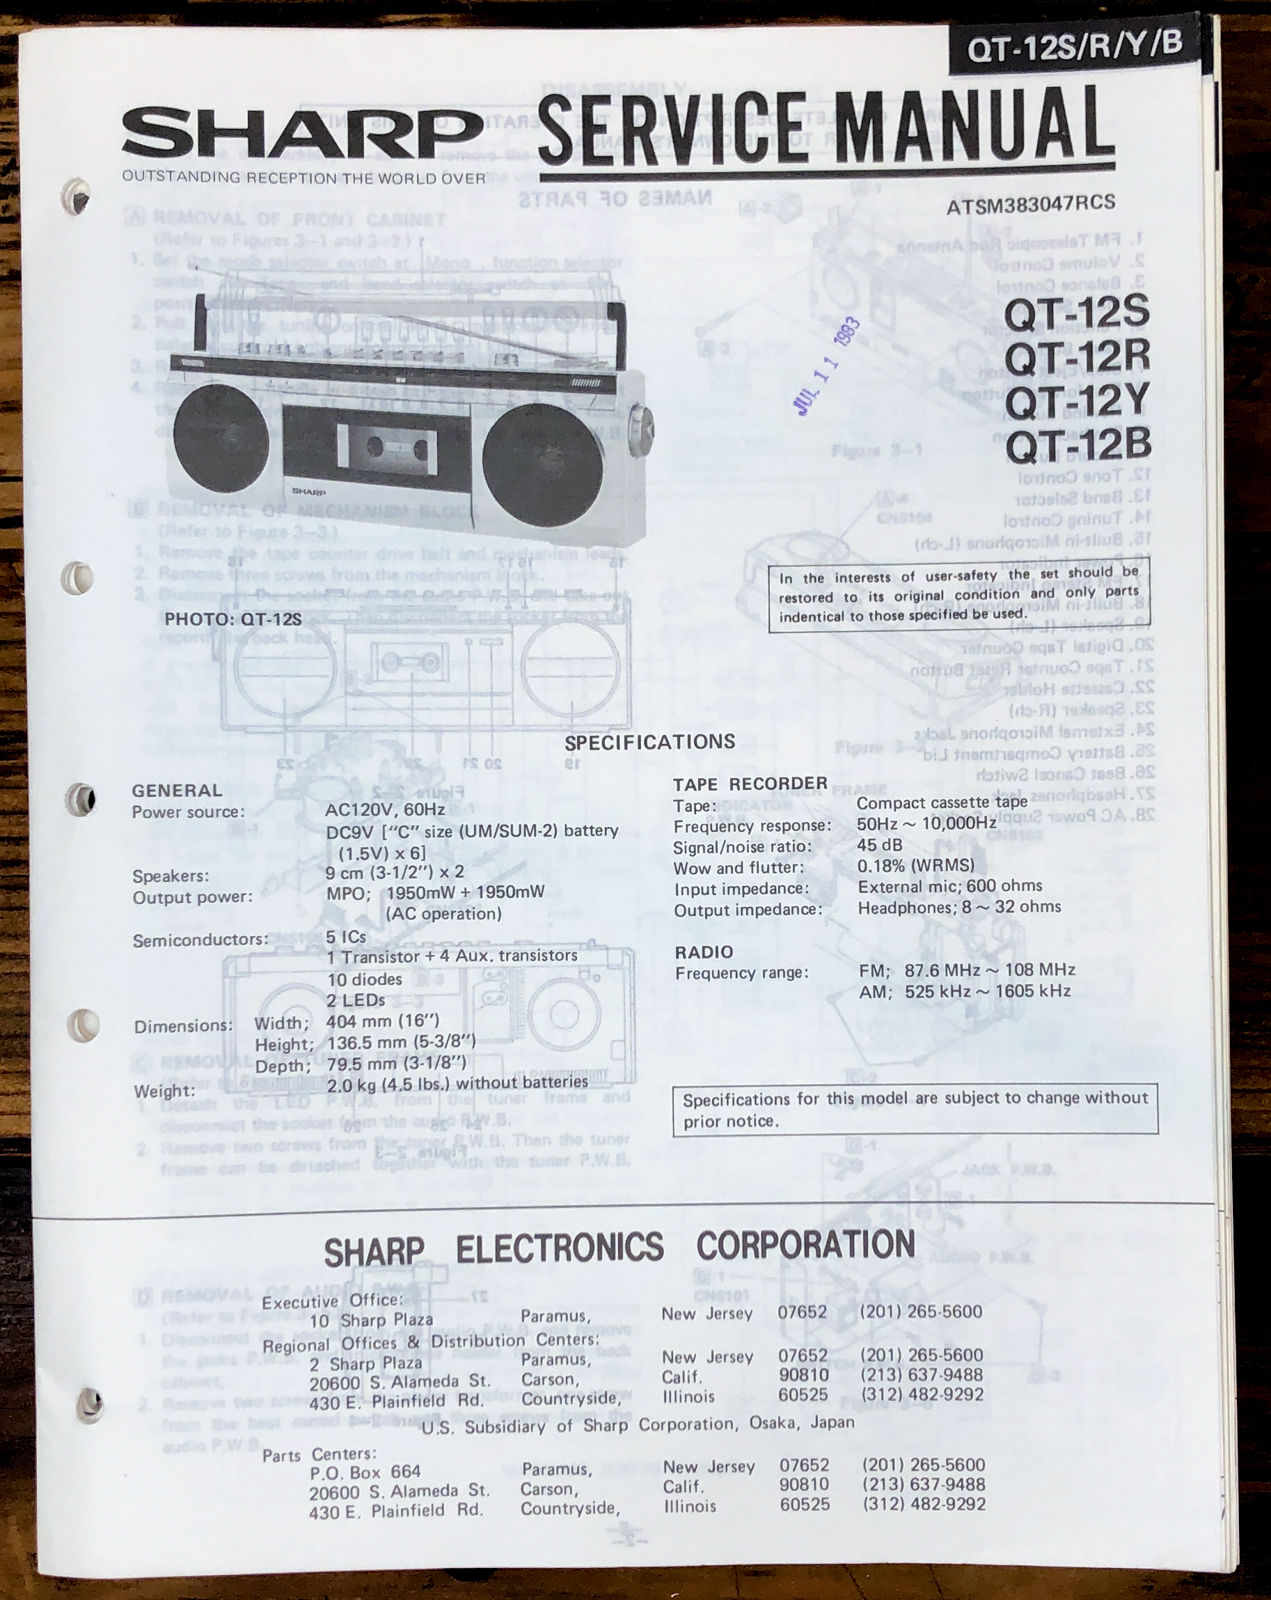 QT-12S/R/Y/B
SHARP SERVICE MANUAL
OUTSTANDING RECEPTION THE WORLD OVER
ATSM383047RCS
JUL 11 1983
QT-12S
QT-12R
QT-12Y
QT-12B
SHARP
PHOTO: QT-12S
In the interests of user-safety the set should be
restored to its original condition and only parts
indentical to those specified be used.
SPECIFICATIONS
GENERAL
Power source: AC120V, 60Hz
DC9V ["C" size (UM/SUM-2) battery
(1.5V) x 6]
Speakers: 9 cm (3-1/2") x 2
Output power: MPO; 1950mW + 1950mW
(AC operation)
Semiconductors: 5 ICs
1 Transistor + 4 Aux. transistors
10 diodes
2 LEDs
Dimensions: Width; 404 mm (16")
Height; 136.5 mm (5-3/8")
Depth; 79.5 mm (3-1/8")
Weight: 2.0 kg (4.5 lbs.) without batteries
TAPE RECORDER
Tape: Compact cassette tape
Frequency response: 50Hz ~ 10,000Hz
Signal/noise ratio: 45 dB
Wow and flutter: 0.18% (WRMS)
Input impedance: External mic; 600 ohms
Output impedance: Headphones; 8 ~ 32 ohms
RADIO
Frequency range: FM; 87.6 MHz ~ 108 MHz
AM; 525 kHz ~ 1605 kHz
Specifications for this model are subject to change without
prior notice.
SHARP ELECTRONICS CORPORATION
Executive Office:
10 Sharp Plaza Paramus, New Jersey 07652 (201) 265-5600
Regional Offices & Distribution Centers:
2 Sharp Plaza Paramus, New Jersey 07652 (201) 265-5600
20600 S. Alameda St. Carson, Calif. 90810 (213) 637-9488
430 E. Plainfield Rd. Countryside, Illinois 60525 (312) 482-9292
U.S. Subsidiary of Sharp Corporation, Osaka, Japan
Parts Centers:
P.O. Box 664 Paramus, New Jersey 07652 (201) 265-5600
20600 S. Alameda St. Carson, Calif. 90810 (213) 637-9488
430 E. Plainfield Rd. Countryside, Illinois 60525 (312) 482-9292